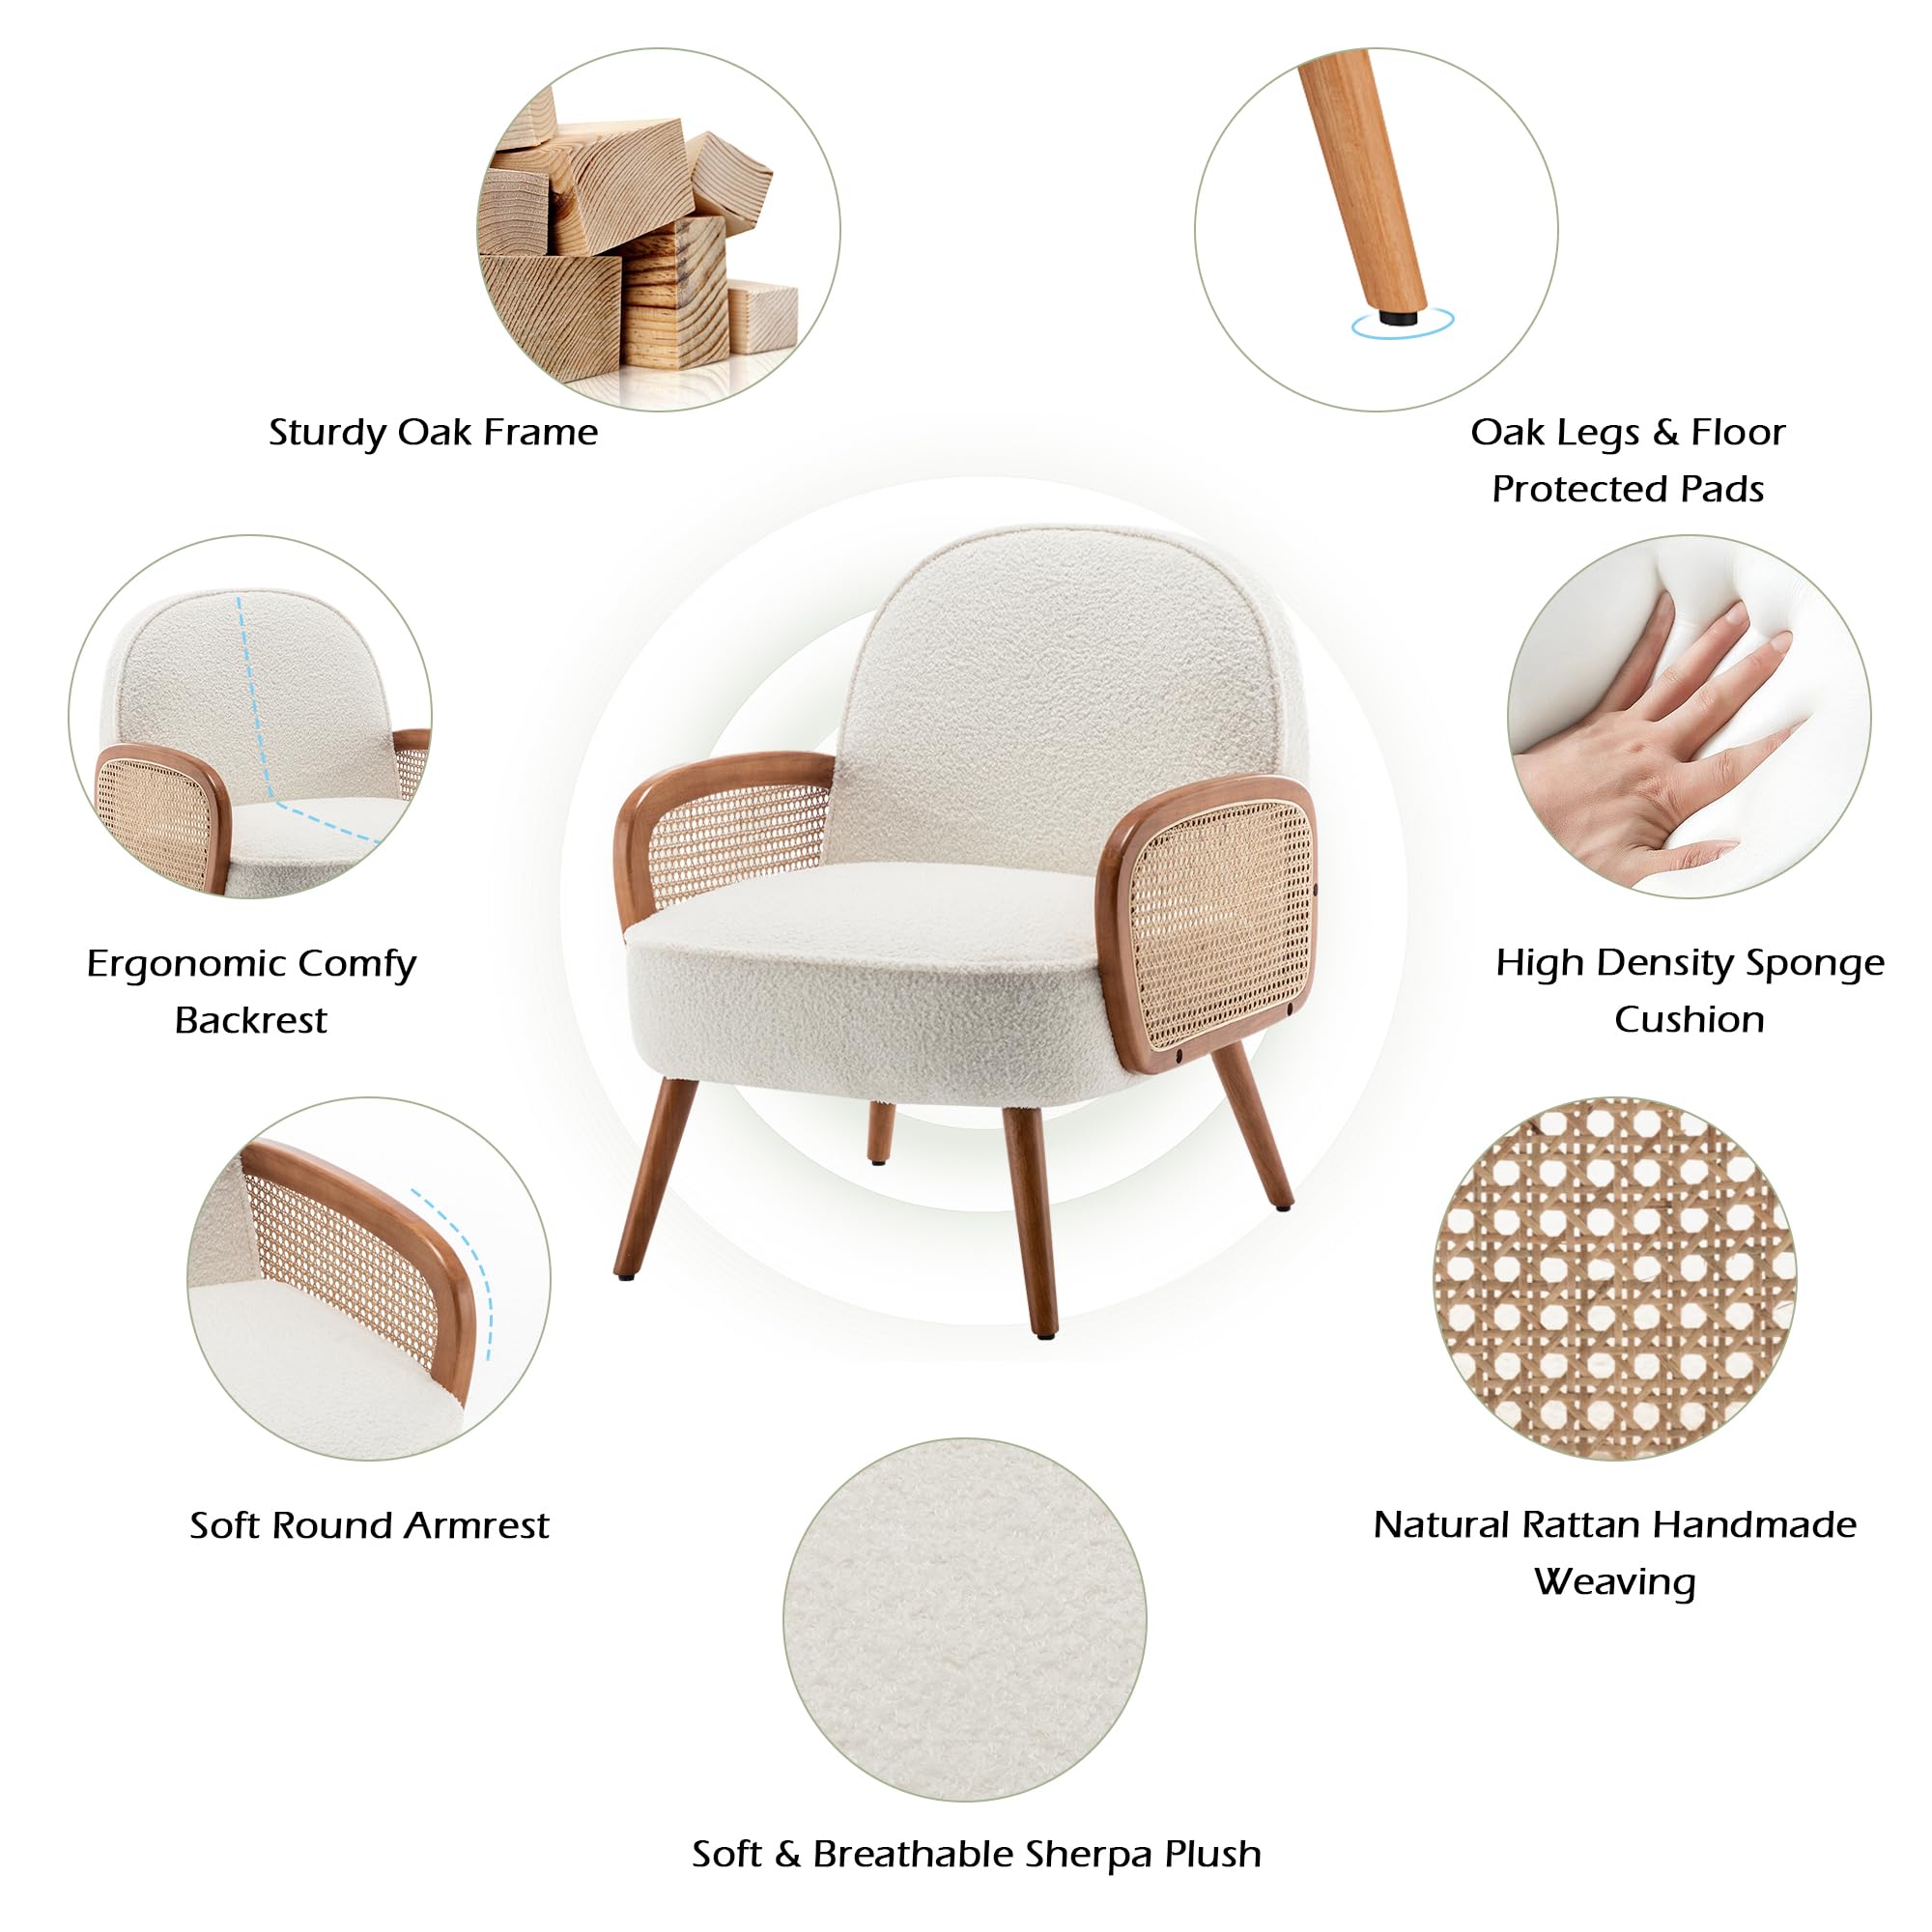 Sturdy Oak Frame
Oak Legs & Floor
Protected Pads
Ergonomic Comfy
Backrest
High Density Sponge
Cushion
Soft Round Armrest
Natural Rattan Handmade
Weaving
Soft & Breathable Sherpa Plush